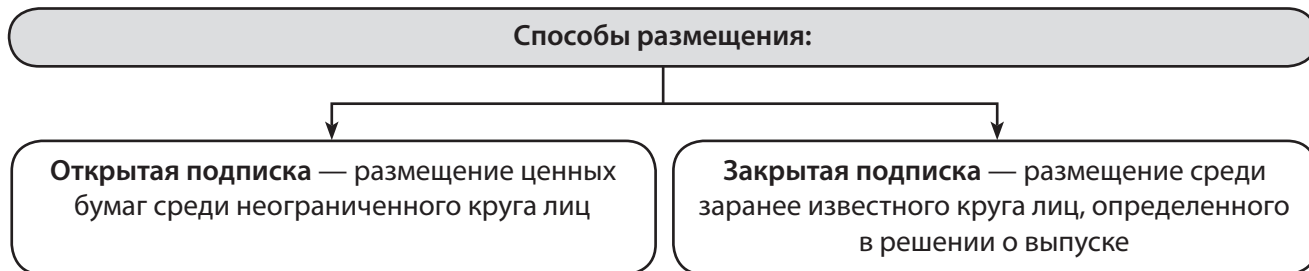 Способы размещения:
Открытая подписка — размещение ценных
бумаг среди неограниченного круга лиц
Закрытая подписка — размещение среди
заранее известного круга лиц, определенного
в решении о выпуске